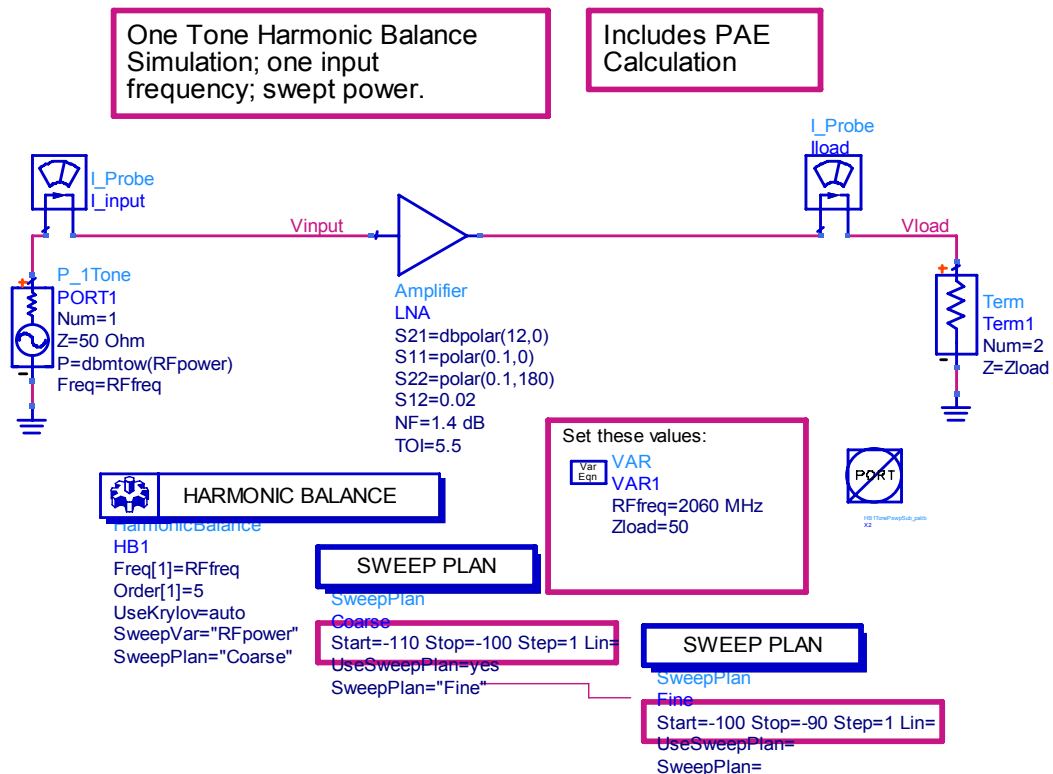 One Tone Harmonic Balance
Simulation; one input
frequency; swept power.
Includes PAE
Calculation
I_Probe
I_input
I_Probe
Iload
Vinput
Vload
P_1Tone
PORT1
Num=1
Z=50 Ohm
P=dbmtow(RFpower)
Freq=RFfreq
Amplifier
LNA
S21=dbpolar(12,0)
S11=polar(0.1,0)
S22=polar(0.1,180)
S12=0.02
NF=1.4 dB
TOI=5.5
Term
Term1
Num=2
Z=Zload
Set these values:
Var
Eqn
VAR
VAR1
RFfreq=2060 MHz
Zload=50
PORT
HB1TonePswpSub_pattb
X2
HARMONIC BALANCE
HarmonicBalance
HB1
Freq[1]=RFfreq
Order[1]=5
UseKrylov=auto
SweepVar="RFpower"
SweepPlan="Coarse"
SWEEP PLAN
SweepPlan
Coarse
Start=-110 Stop=-100 Step=1 Lin=
UseSweepPlan=yes
SweepPlan="Fine"
SWEEP PLAN
SweepPlan
Fine
Start=-100 Stop=-90 Step=1 Lin=
UseSweepPlan=
SweepPlan=